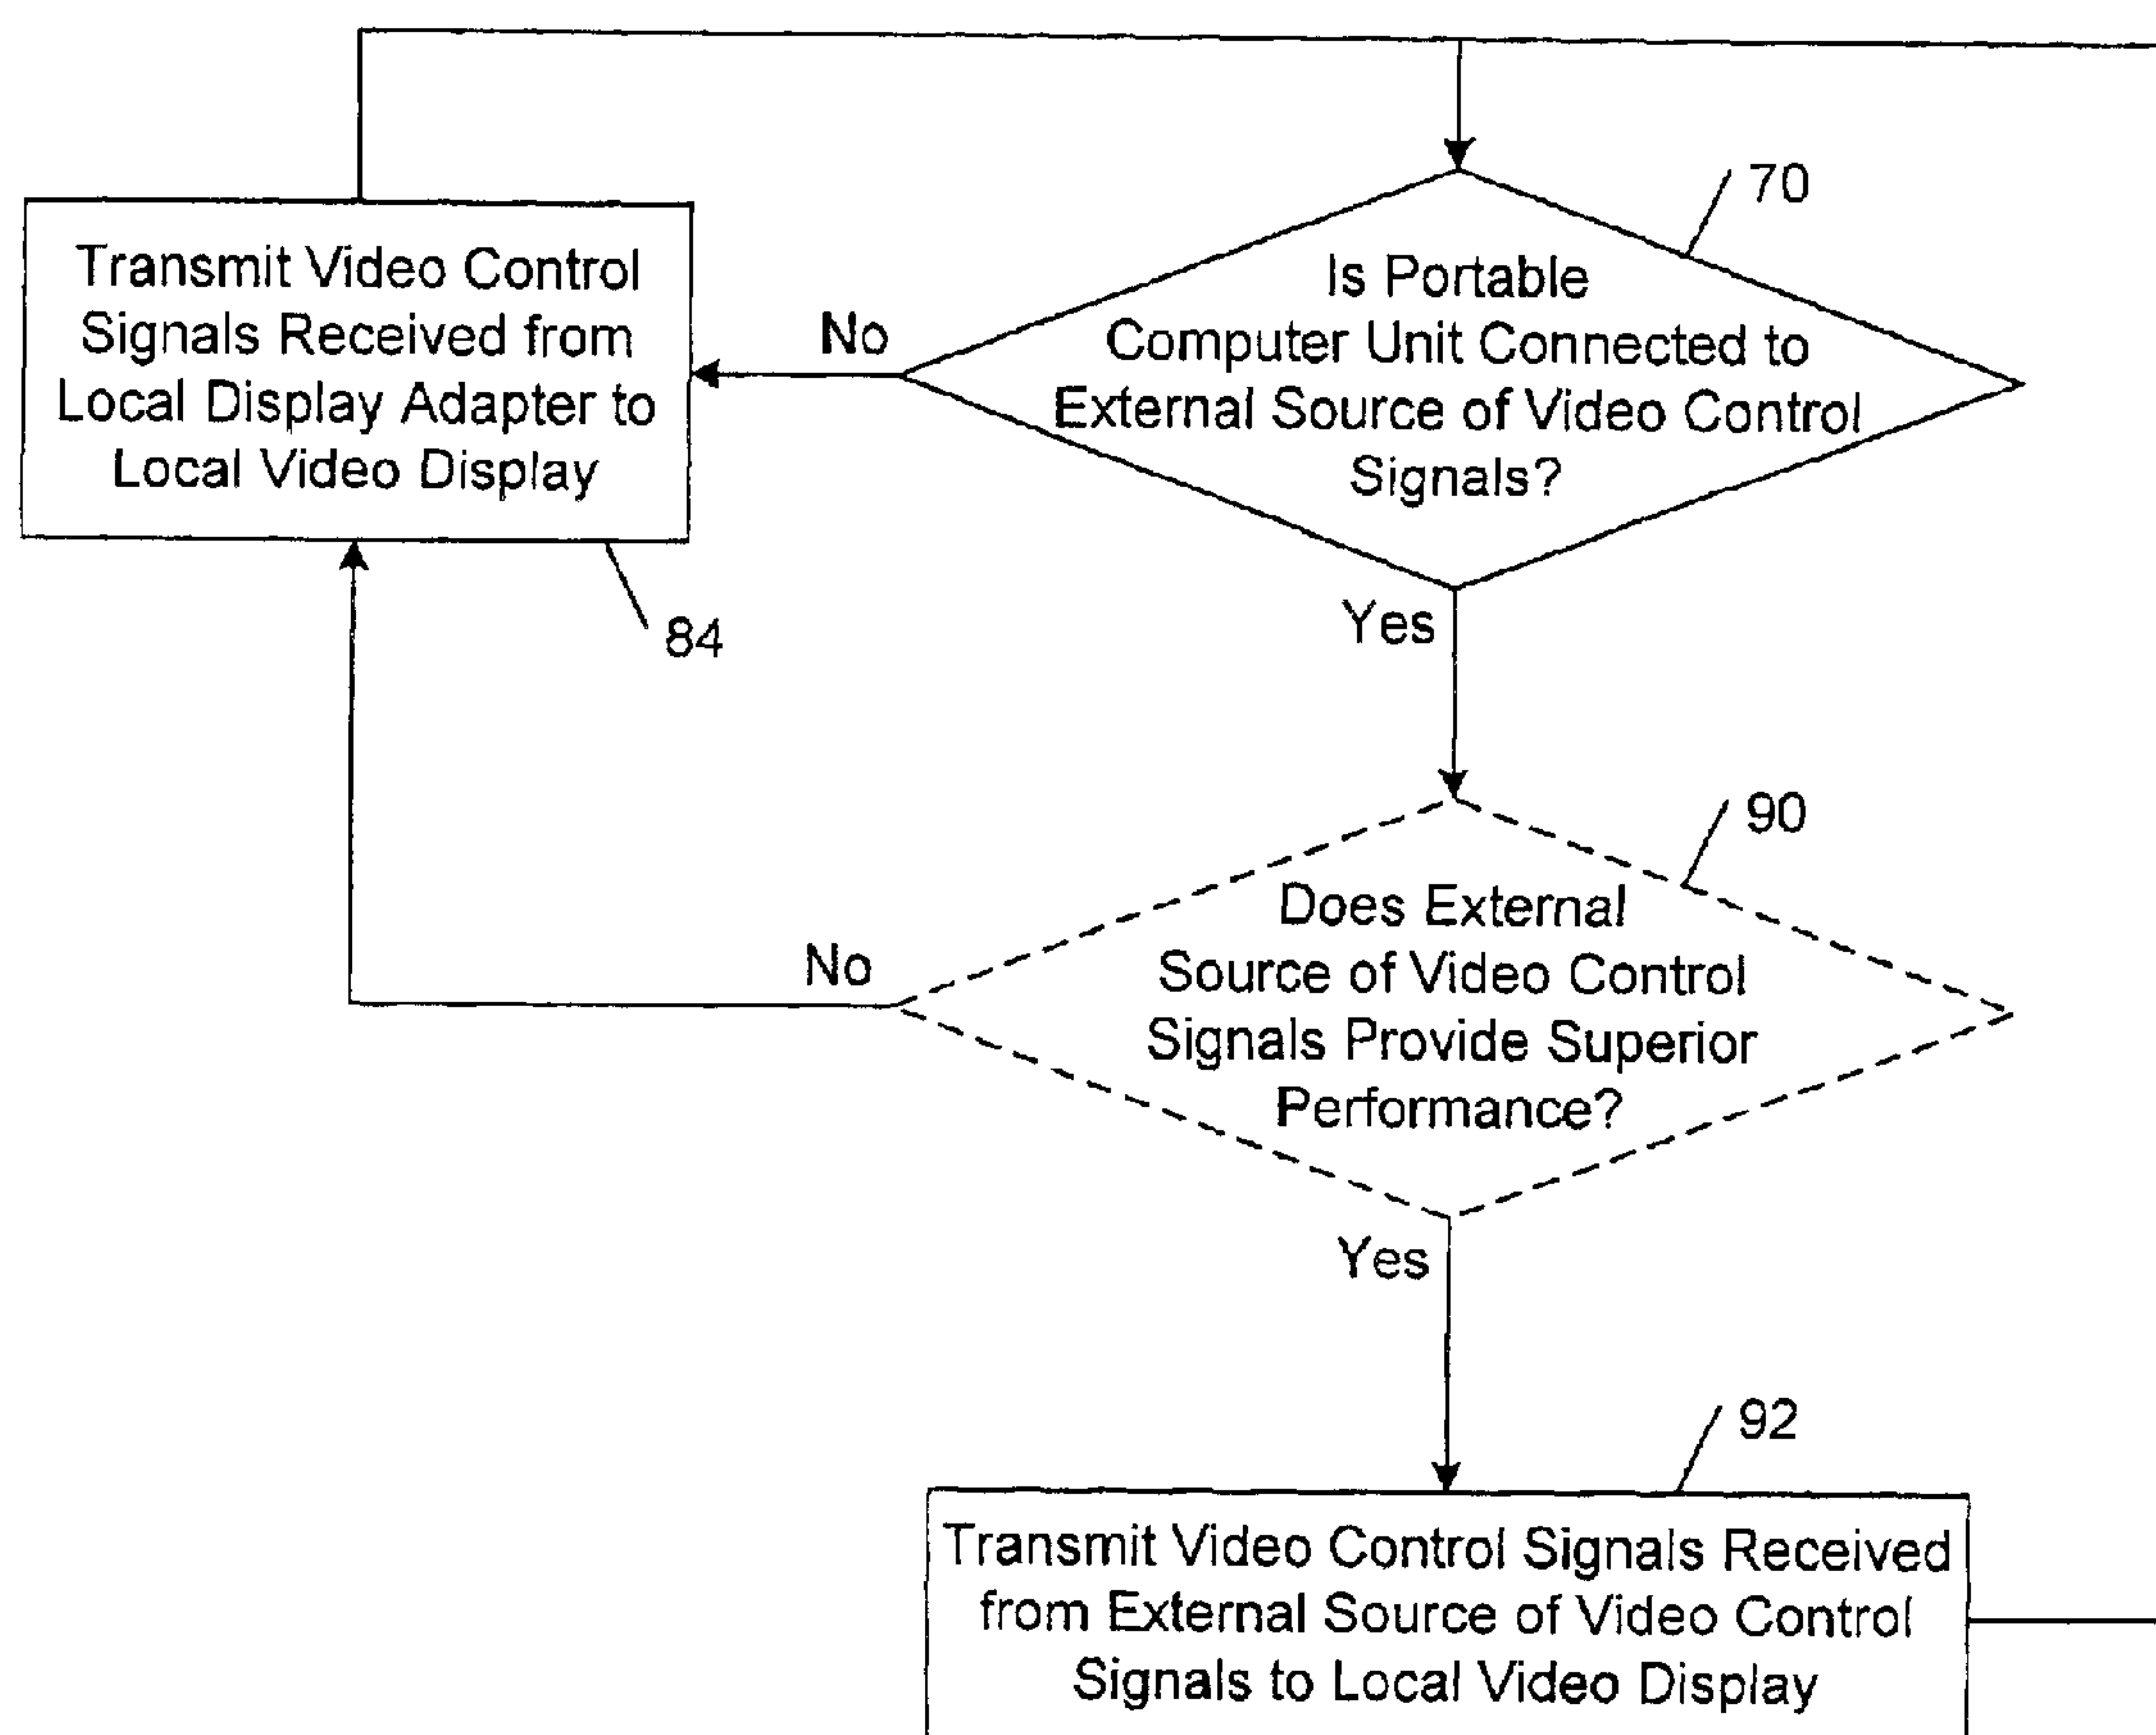 70
Is Portable
Computer Unit Connected to
External Source of Video Control
Signals?
No
Transmit Video Control
Signals Received from
Local Display Adapter to
Local Video Display
84
Yes
90
Does External
Source of Video Control
Signals Provide Superior
Performance?
No
Yes
92
Transmit Video Control Signals Received
from External Source of Video Control
Signals to Local Video Display